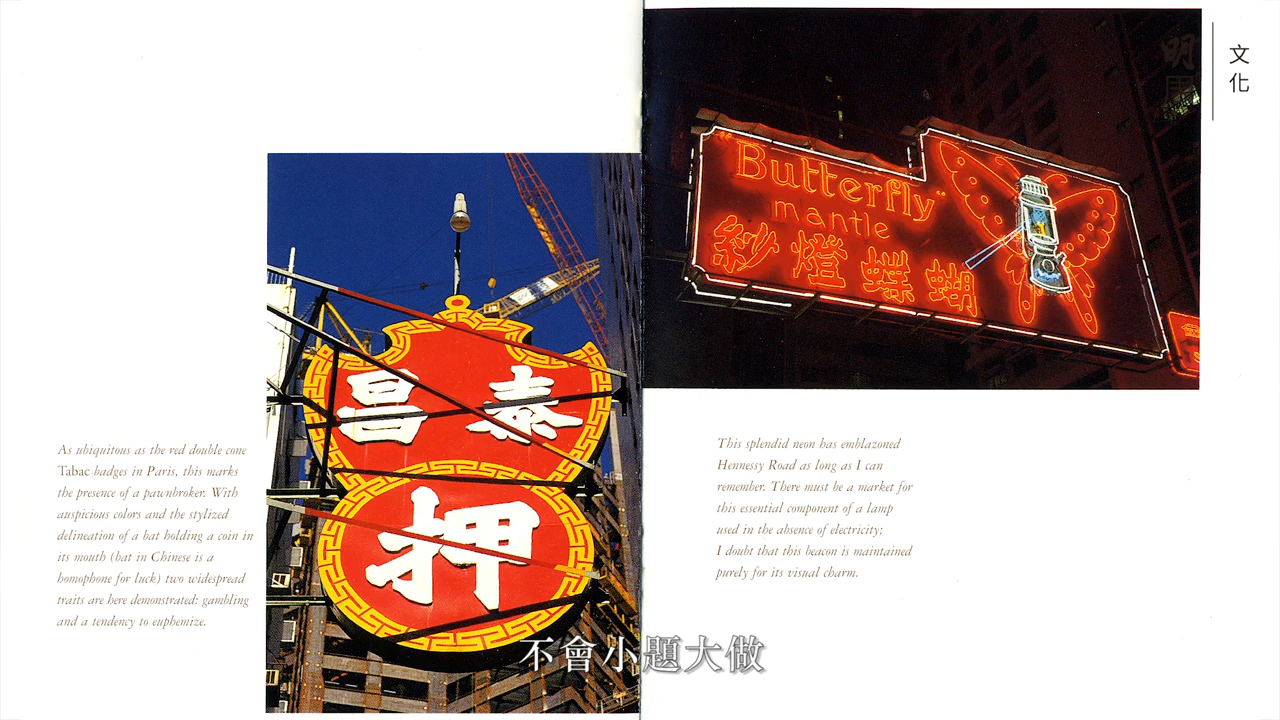 文
化
As ubiquitous as the red double cone
Tabac badges in Paris, this marks
the presence of a pawnbroker. With
auspicious colors and the stylized
delineation of a bat holding a coin in
its mouth (bat in Chinese is a
homophone for luck) two widespread
traits are here demonstrated: gambling
and a tendency to euphemize.
昌泰
押
"Butterfly"
mantle
紗燈蝶蝴
This splendid neon has emblazoned
Hennessy Road as long as I can
remember. There must be a market for
this essential component of a lamp
used in the absence of electricity;
I doubt that this beacon is maintained
purely for its visual charm.
不會小題大做